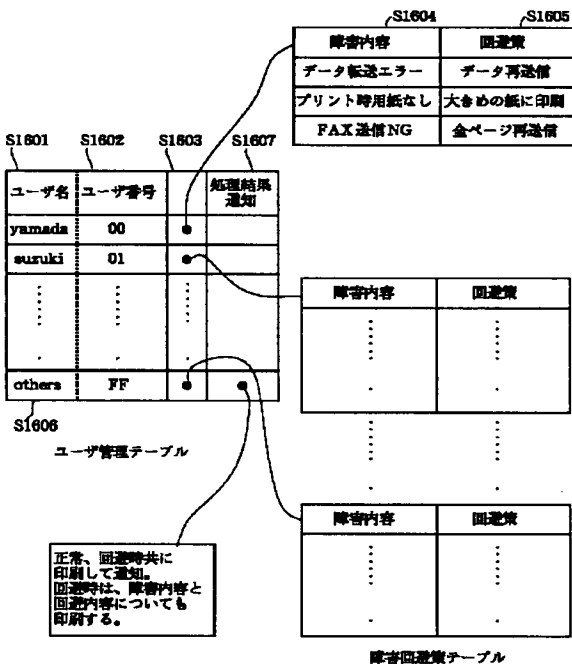 S1604
S1605
障害内容
回避策
データ転送エラー
データ再送信
プリント時用紙なし
大きめの紙に印刷
FAX送信NG
全ページ再送信
S1601
S1602
S1603
S1607
ユーザ名
ユーザ番号
処理結果
通知
yamada
00
suzuki
01
others
FF
S1606
ユーザ管理テーブル
障害内容
回避策
障害内容
回避策
正常、回避時共に
印刷して通知。
回避時は、障害内容と
回避内容についても
印刷する。
障害回避策テーブル